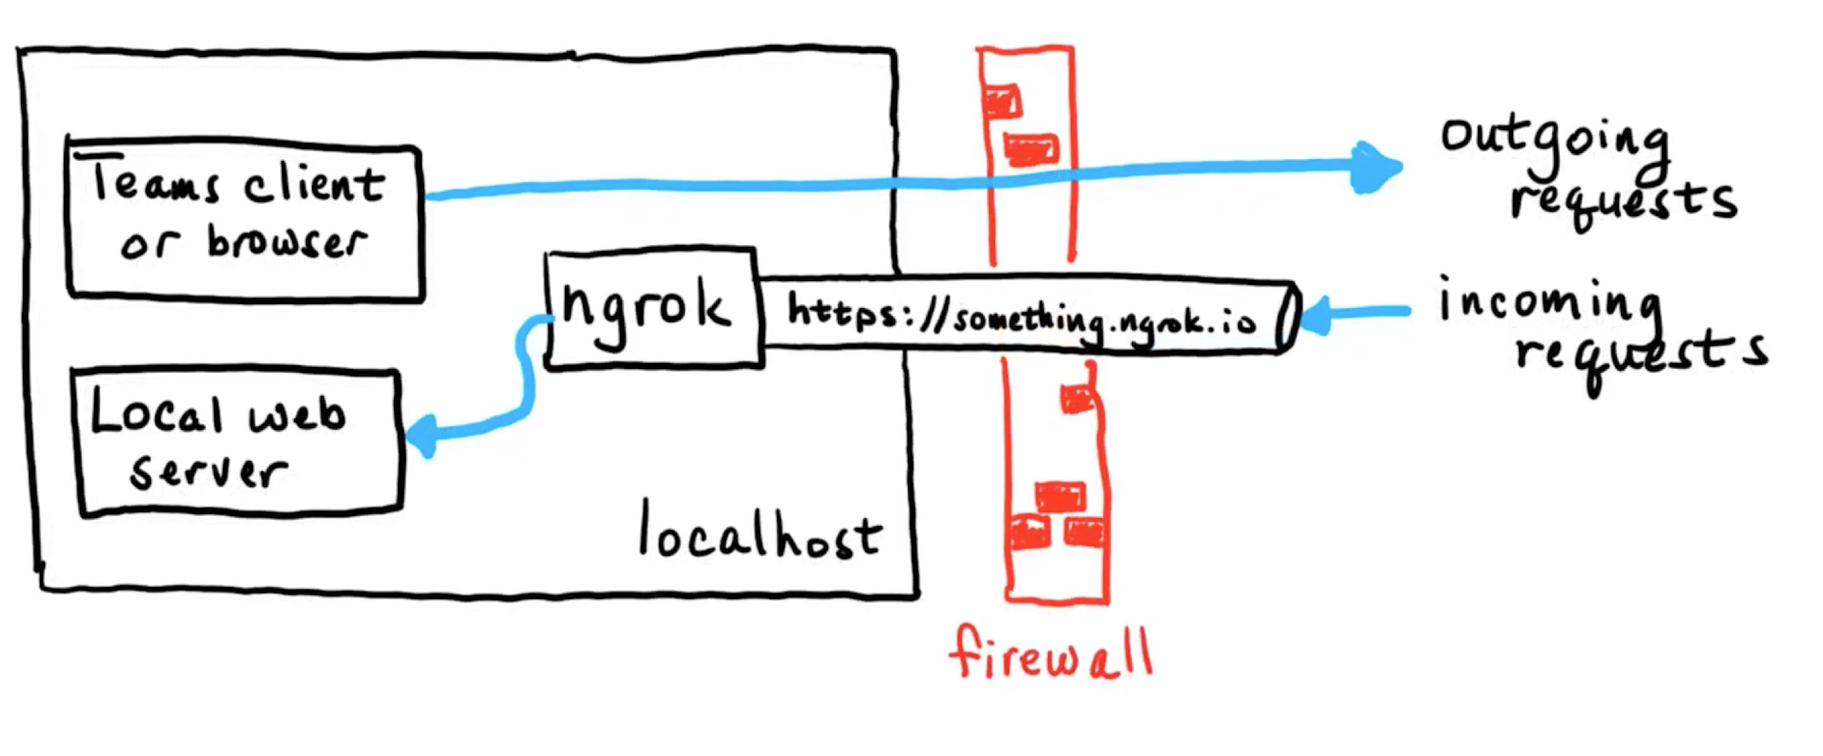 Teams client
or browser
outgoing
requests
ngrok
https://something.ngrok.io
incoming
requests
Local web
server
localhost
firewall